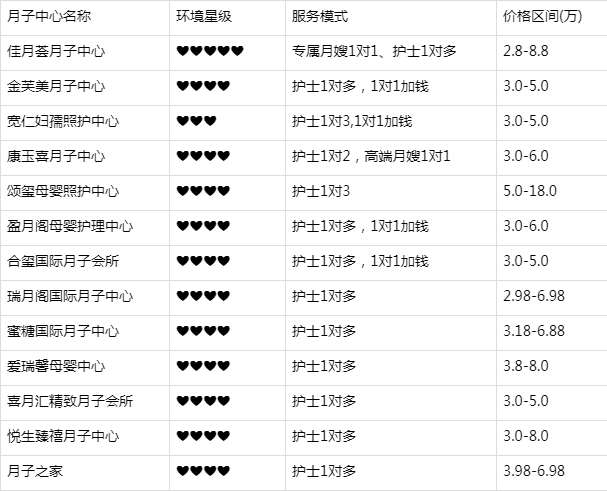 月子中心名称 环境星级 服务模式 价格区间(万)
佳月荟月子中心 ♥♥♥♥♥ 专属月嫂1对1、护士1对多 2.8-8.8
金芙美月子中心 ♥♥♥♥ 护士1对多，1对1加钱 3.0-5.0
宽仁妇孺照护中心 ♥♥♥ 护士1对3,1对1加钱 3.0-5.0
康玉喜月子中心 ♥♥♥♥ 护士1对2，高端月嫂1对1 3.0-6.0
颂玺母婴照护中心 ♥♥♥♥ 护士1对3 5.0-18.0
盈月阁母婴护理中心 ♥♥♥♥ 护士1对多，1对1加钱 3.0-6.0
合玺国际月子会所 ♥♥♥♥ 护士1对多，1对1加钱 3.0-5.0
瑞月阁国际月子中心 ♥♥♥♥ 护士1对多 2.98-6.98
蜜糖国际月子中心 ♥♥♥♥ 护士1对多 3.18-6.88
爱瑞馨母婴中心 ♥♥♥♥ 护士1对多 3.8-8.0
喜月汇精致月子会所 ♥♥♥♥ 护士1对多 3.0-5.0
悦生臻禧月子中心 ♥♥♥♥ 护士1对多 3.0-8.0
月子之家 ♥♥♥♥ 护士1对多 3.98-6.98